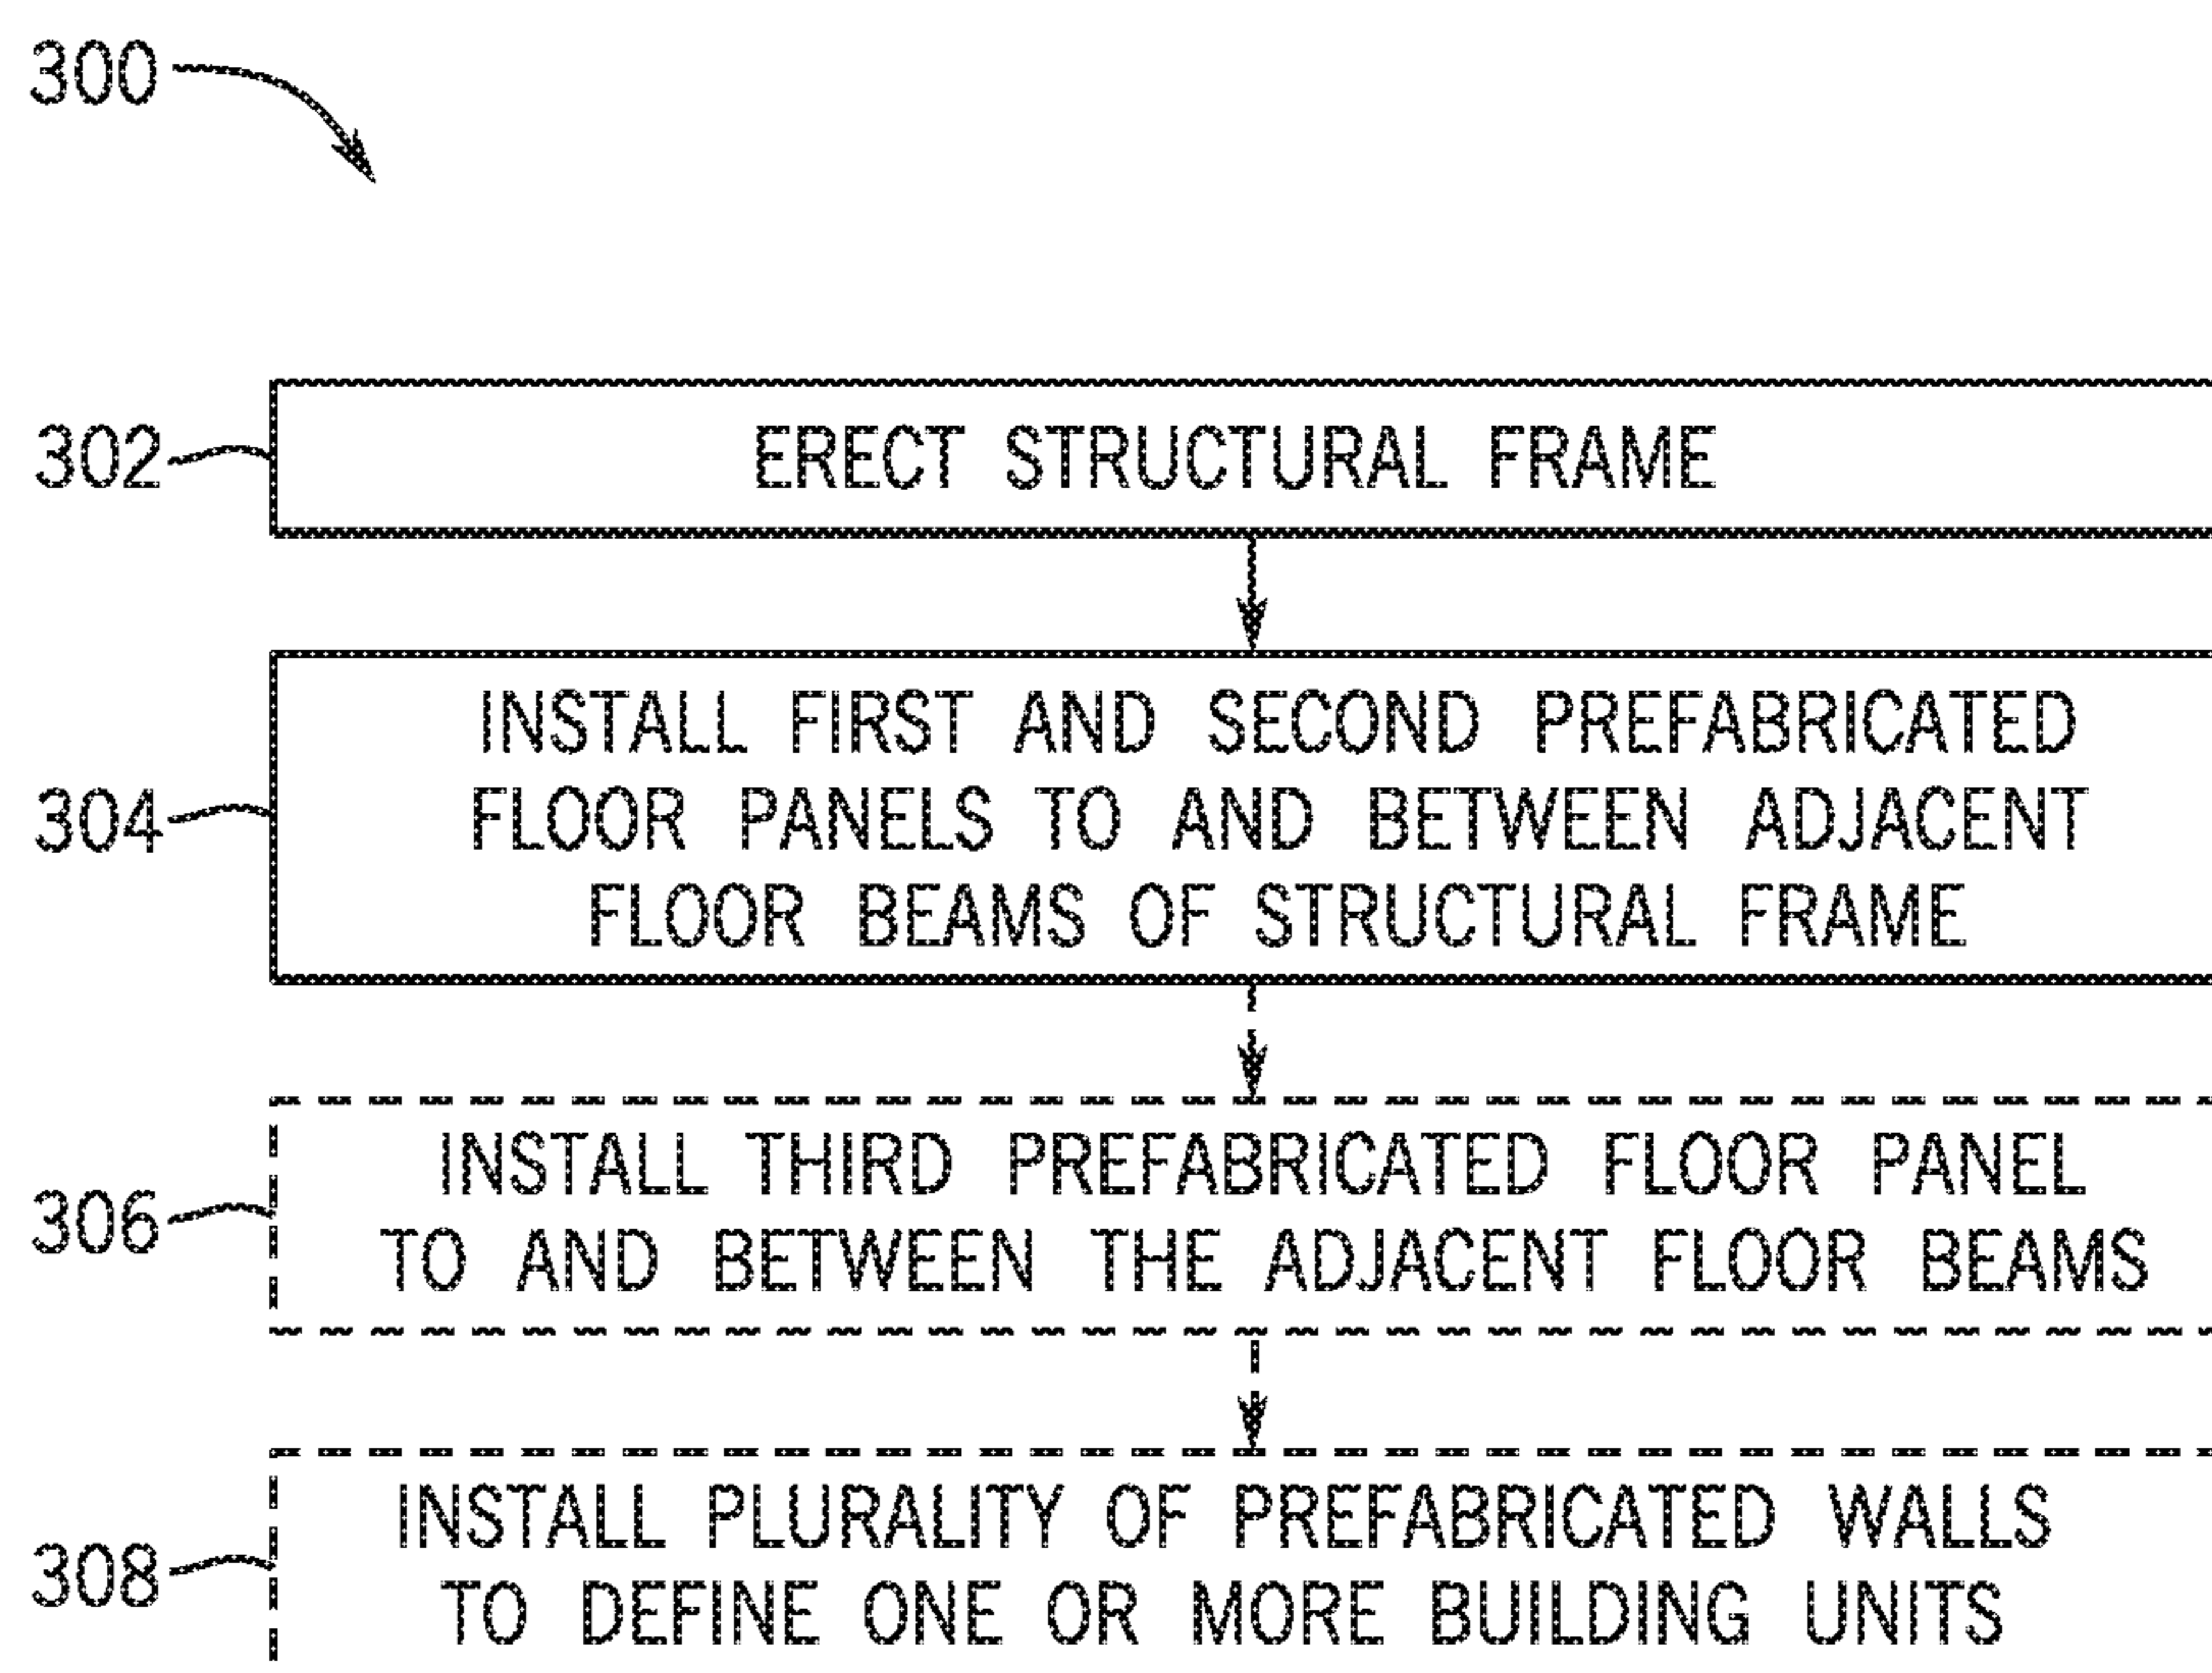 300
302
ERECT STRUCTURAL FRAME
304
INSTALL FIRST AND SECOND PREFABRICATED
FLOOR PANELS TO AND BETWEEN ADJACENT
FLOOR BEAMS OF STRUCTURAL FRAME
306
INSTALL THIRD PREFABRICATED FLOOR PANEL
TO AND BETWEEN THE ADJACENT FLOOR BEAMS
308
INSTALL PLURALITY OF PREFABRICATED WALLS
TO DEFINE ONE OR MORE BUILDING UNITS